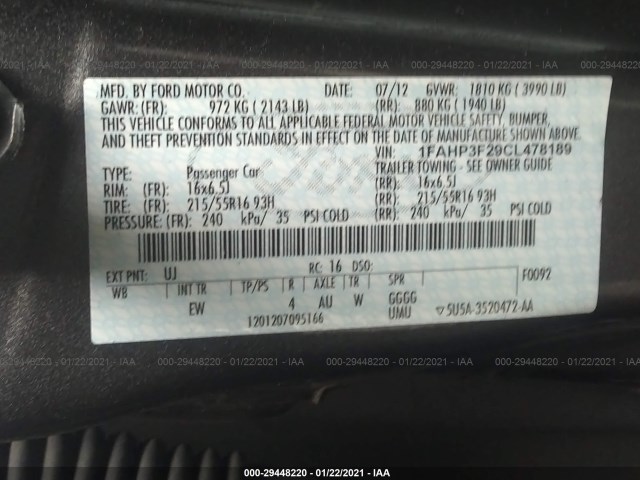 000-29448220 - 01/22/2021 - IAA
MFD. BY FORD MOTOR CO. DATE: 07/12 GVWR: 1810 KG ( 3990 LB)
GAWR: (FR): 972 KG ( 2143 LB) (RR): 880 KG ( 1940 LB)
THIS VEHICLE CONFORMS TO ALL APPLICABLE FEDERAL MOTOR VEHICLE SAFETY, BUMPER,
AND THEFT PREVENTION STANDARDS IN EFFECT ON THE DATE OF MANUFACTURE SHOWN ABOVE.
VIN: 1FAHP3F29CL478189
TYPE: Passenger Car TRAILER TOWING - SEE OWNER GUIDE
RIM: (FR): 16x6.5J (RR): 16x6.5J
TIRE: (FR): 215/55R16 93H (RR): 215/55R16 93H
PRESSURE: (FR): 240 kPa/ 35 PSI COLD (RR): 240 kPa/ 35 PSI COLD
EXT PNT: UJ RC: 16 DSO: F0092
WB INT TR TP/PS R AXLE TR SPR
EW 4 AU W GGGG
UMU
1201207095166 ▽5U5A-3520472-AA
000-29448220 - 01/22/2021 - IAA